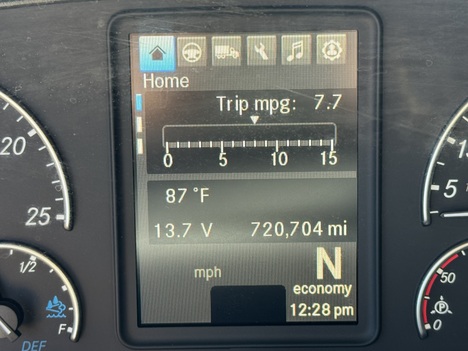 Home
Trip mpg: 7.7
0 5 10 15
87 °F
13.7 V 720,704 mi
mph
N
economy
12:28 pm
20
25
1/2
F
DEF
15
5
50
0
P